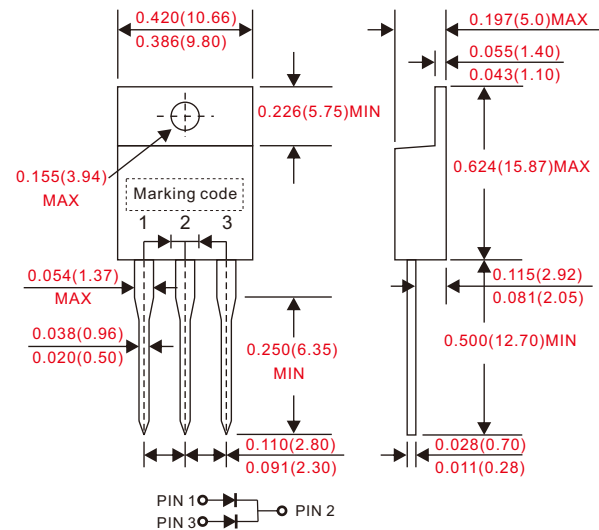 0.420(10.66)
0.386(9.80)
0.197(5.0)MAX
0.055(1.40)
0.043(1.10)
0.226(5.75)MIN
0.155(3.94)
MAX
0.624(15.87)MAX
Marking code
1 2 3
0.054(1.37)
MAX
0.115(2.92)
0.081(2.05)
0.038(0.96)
0.020(0.50)
0.250(6.35)
MIN
0.500(12.70)MIN
0.110(2.80)
0.091(2.30)
0.028(0.70)
0.011(0.28)
PIN 1
PIN 3
PIN 2